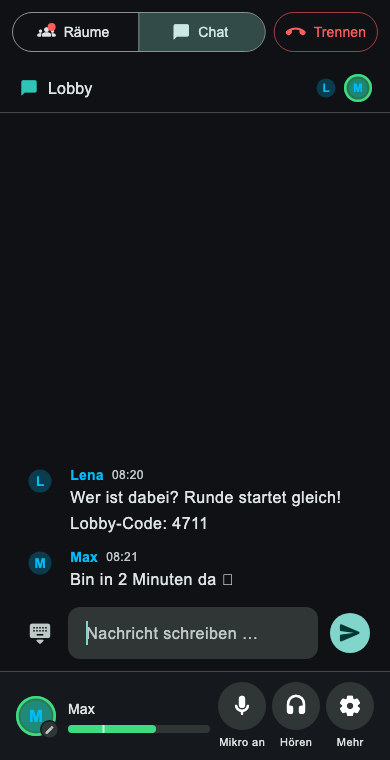 Räume
Chat
Trennen
Lobby
L
M
L
Lena 08:20
Wer ist dabei? Runde startet gleich!
Lobby-Code: 4711
M
Max 08:21
Bin in 2 Minuten da
Nachricht schreiben …
M
Max
Mikro an
Hören
Mehr